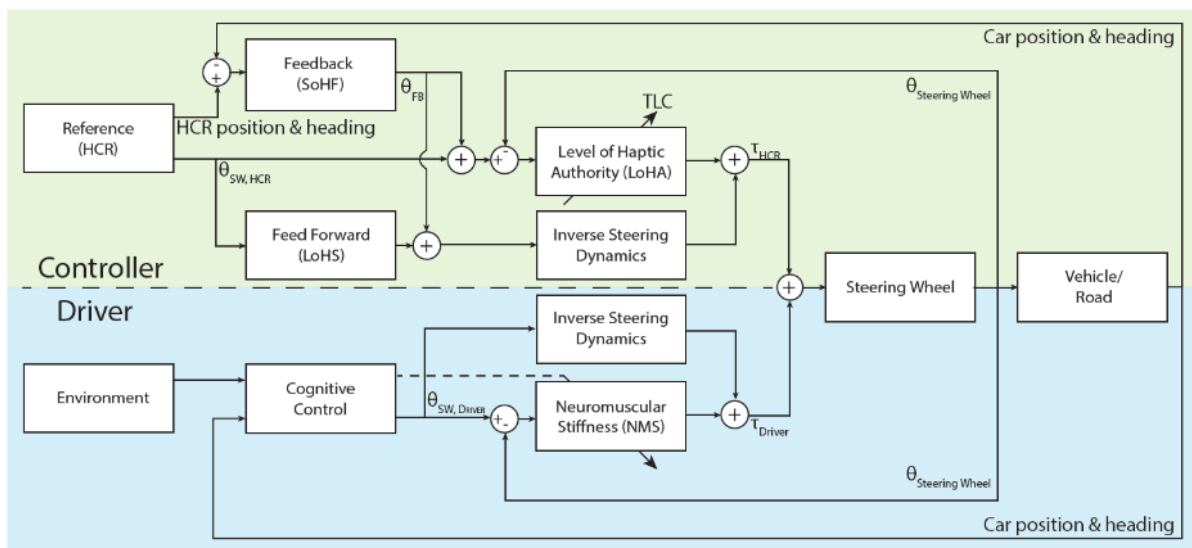 Car position & heading
Feedback
(SoHF)
θFB
θSteering Wheel
TLC
Reference
(HCR)
HCR position & heading
Level of Haptic
Authority (LoHA)
τHCR
θSW, HCR
Feed Forward
(LoHS)
Inverse Steering
Dynamics
Controller
Steering Wheel
Vehicle/
Road
Driver
Inverse Steering
Dynamics
Environment
Cognitive
Control
θSW, Driver
Neuromuscular
Stiffness (NMS)
τDriver
θSteering Wheel
Car position & heading